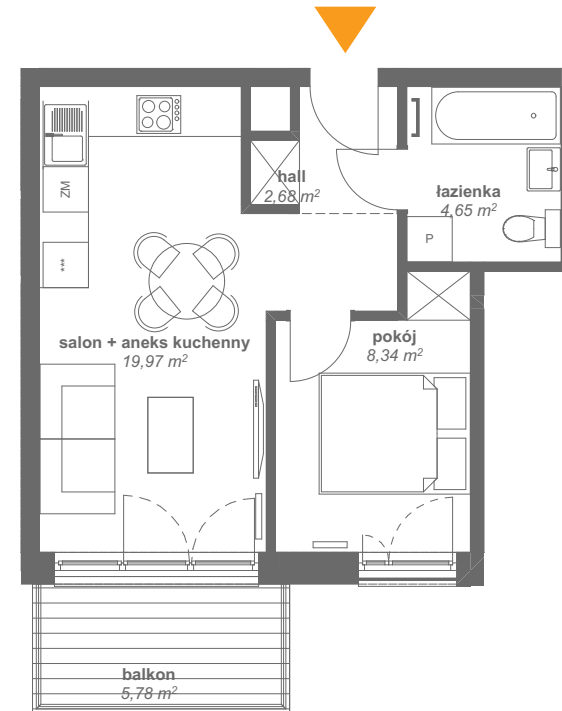 ZM
***
hall
2,68 m²
łazienka
4,65 m²
P
salon + aneks kuchenny
19,97 m²
pokój
8,34 m²
balkon
5,78 m²